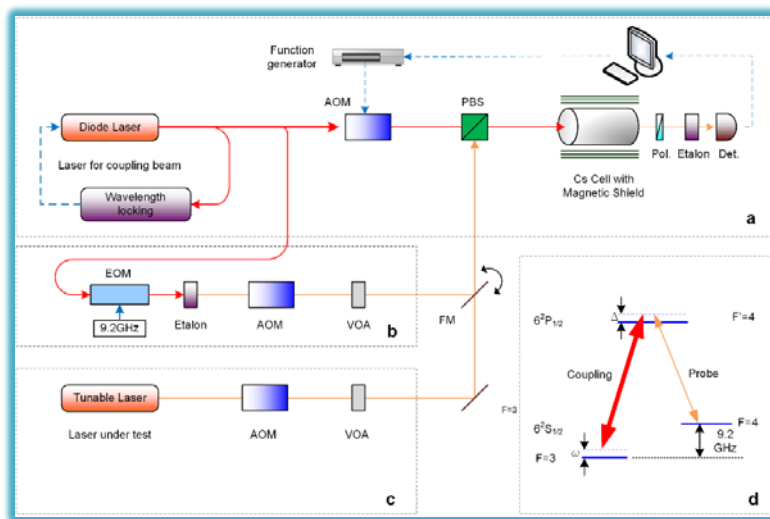 Function
generator
AOM
PBS
Diode Laser
Laser for coupling beam
Wavelength
locking
Cs Cell with
Magnetic Shield
Pol.
Etalon
Det.
a
EOM
9.2GHz
Etalon
AOM
VOA
FM
b
Tunable Laser
Laser under test
AOM
VOA
F=3
c
6²P₁/₂
Δ
F'=4
Coupling
Probe
6²S₁/₂
F=4
9.2
GHz
F=3
ω
d